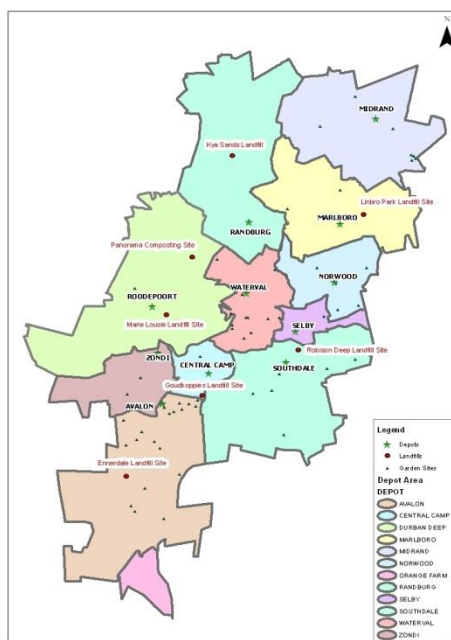 N
MIDRAND
Kya Sands Landfill
Linbro Park Landfill Site
MARLBORO
RANDBURG
Panorama Composting Site
NORWOOD
WATERVAL
ROODEPOORT
Marie Lousie Landfill Site
SELBY
Robison Deep Landfill Site
ZONDI
CENTRAL CAMP
SOUTHDALE
Goudkoppies Landfill Site
AVALON
Ennerdale Landfill Site
Legend
Depots
Landfills
Garden Sites
Depot Area
DEPOT
AVALON
CENTRAL CAMP
DURBAN DEEP
MARLBORO
MIDRAND
NORWOOD
ORANGE FARM
RANDBURG
SELBY
SOUTHDALE
WATERVAL
ZONDI